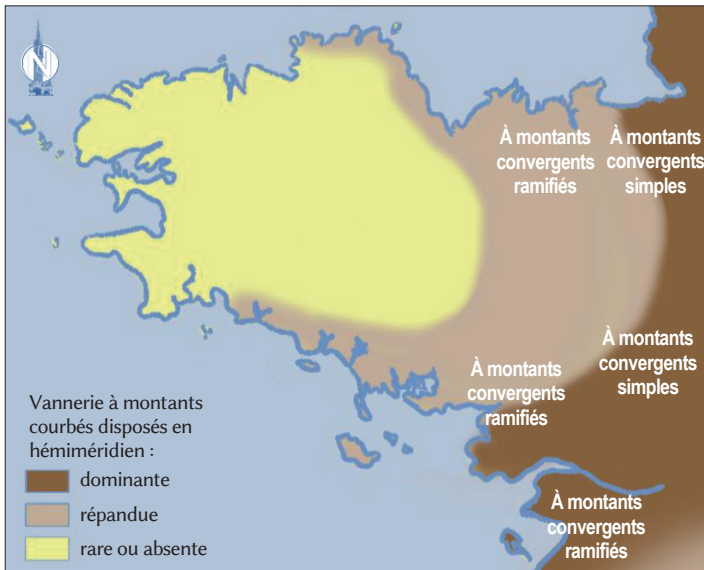 N
À montants
convergents
ramifiés
À montants
convergents
simples
À montants
convergents
simples
À montants
convergents
ramifiés
Vannerie à montants
courbés disposés en
hémiméridien :
dominante
répandue
rare ou absente
À montants
convergents
ramifiés